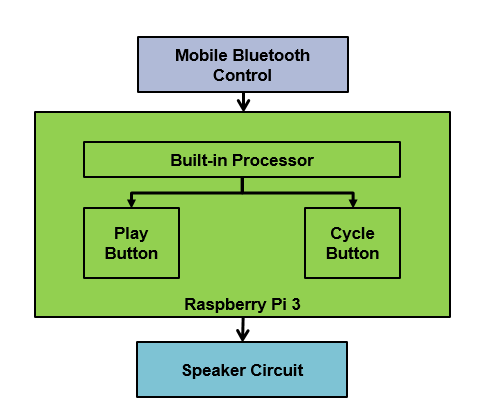 Mobile Bluetooth
Control
Built-in Processor
Play
Button
Cycle
Button
Raspberry Pi 3
Speaker Circuit